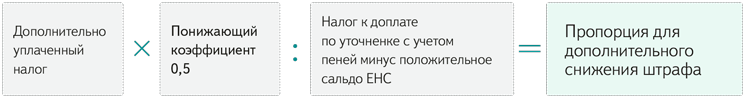 Дополнительно
уплаченный
налог
×
Понижающий
коэффициент
0,5
:
Налог к доплате
по уточненке с учетом
пеней минус положительное
сальдо ЕНС
=
Пропорция для
дополнительного
снижения штрафа